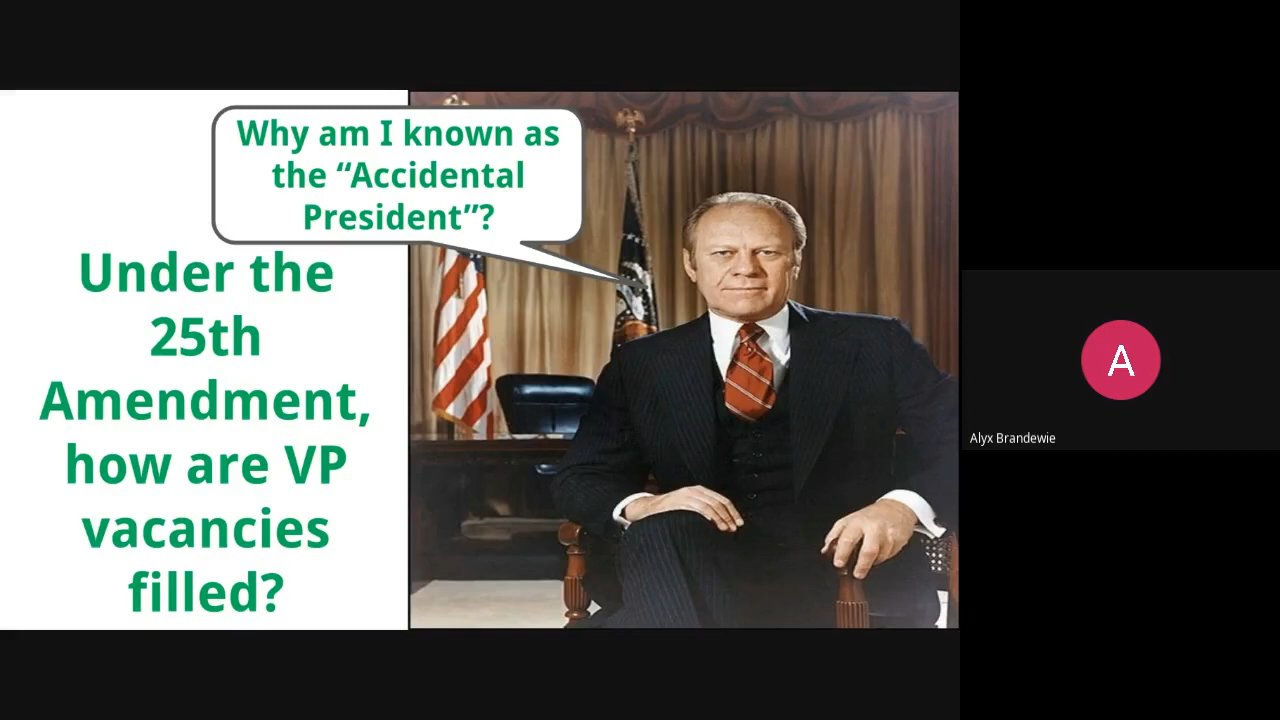 Why am I known as
the “Accidental
President”?
Under the
25th
Amendment,
how are VP
vacancies
filled?
A
Alyx Brandewie